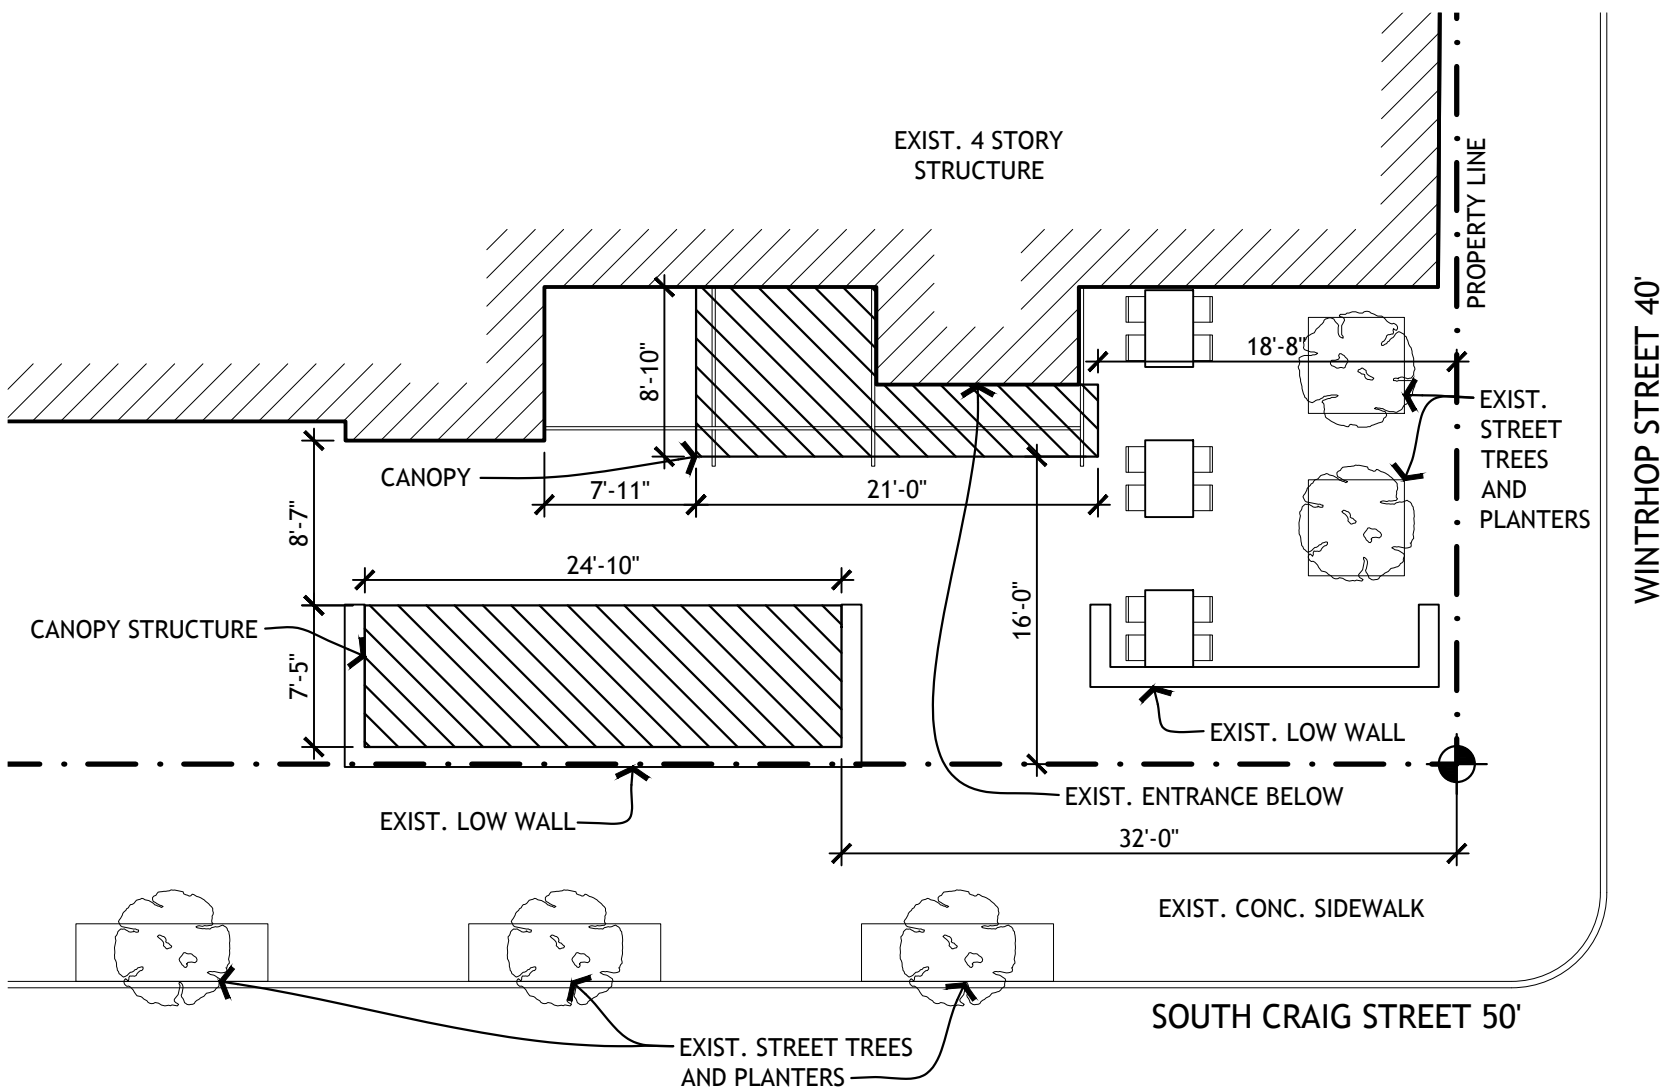 EXIST. 4 STORY
STRUCTURE
PROPERTY LINE
WINTRHOP STREET 40'
18'-8"
8'-10"
EXIST.
STREET
TREES
AND
PLANTERS
CANOPY
7'-11"
21'-0"
8'-7"
24'-10"
16'-0"
CANOPY STRUCTURE
7'-5"
EXIST. LOW WALL
EXIST. ENTRANCE BELOW
EXIST. LOW WALL
32'-0"
EXIST. CONC. SIDEWALK
SOUTH CRAIG STREET 50'
EXIST. STREET TREES
AND PLANTERS